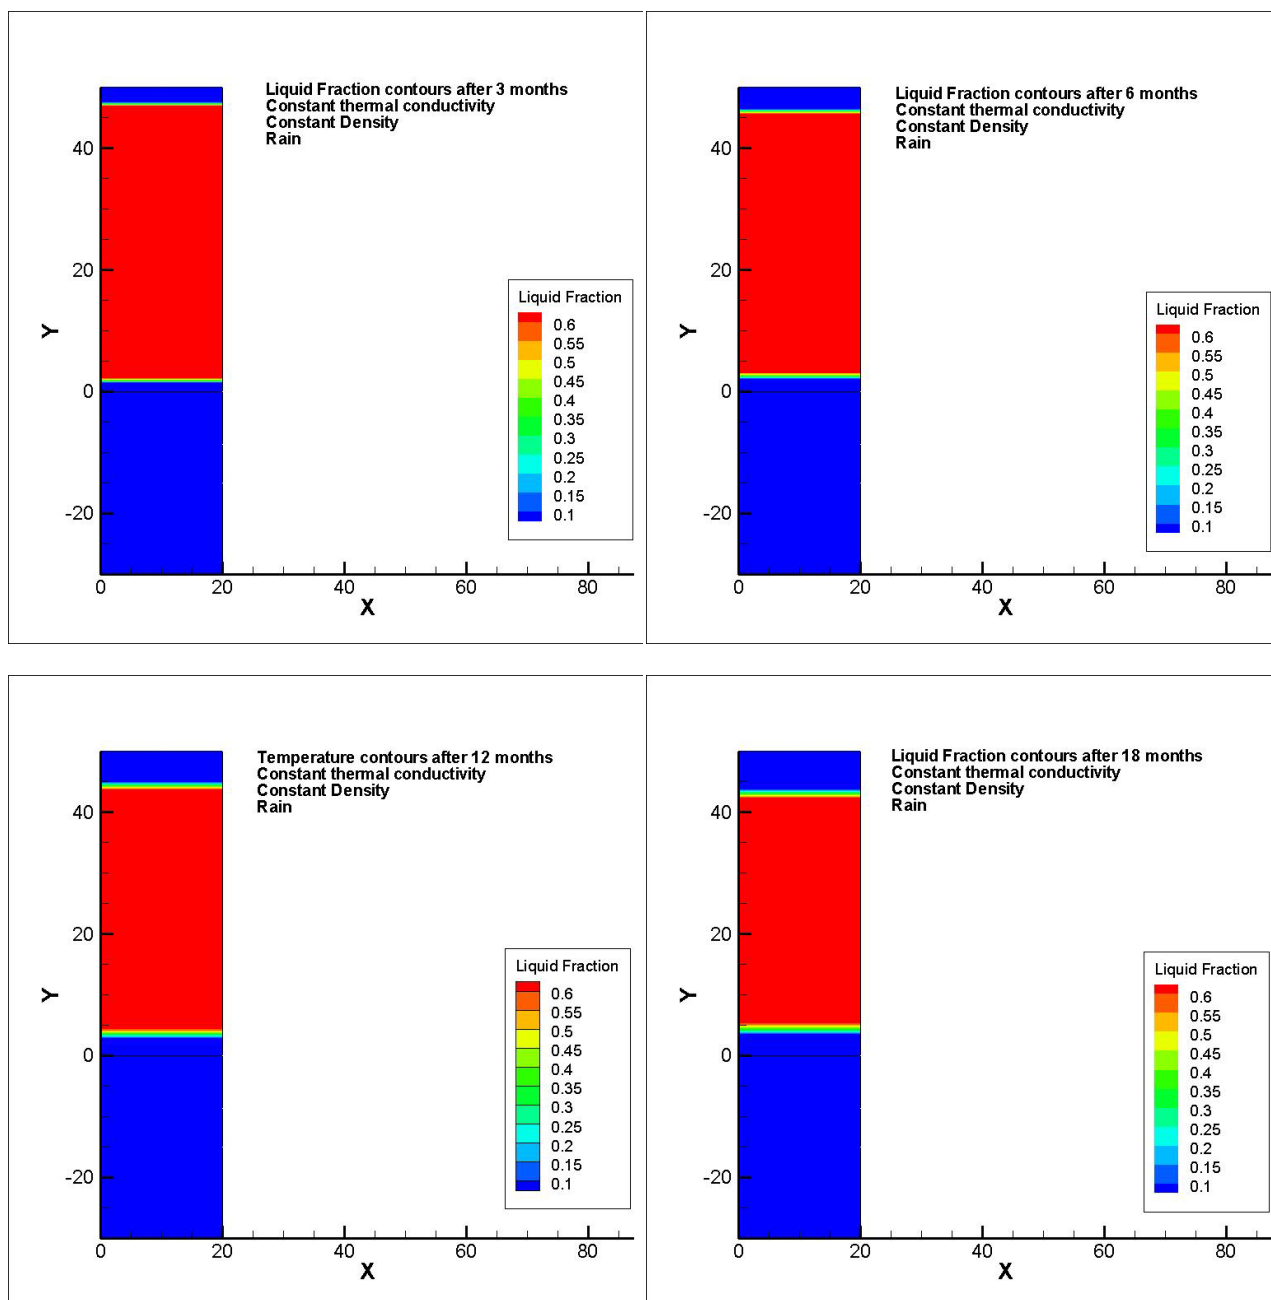 Liquid Fraction contours after 3 months
Constant thermal conductivity
Constant Density
Rain
40
20
0
-20
Y
Liquid Fraction
0.6
0.55
0.5
0.45
0.4
0.35
0.3
0.25
0.2
0.15
0.1
0 20 40 60 80
X
Liquid Fraction contours after 6 months
Constant thermal conductivity
Constant Density
Rain
40
20
0
-20
Y
Liquid Fraction
0.6
0.55
0.5
0.45
0.4
0.35
0.3
0.25
0.2
0.15
0.1
0 20 40 60 80
X
Temperature contours after 12 months
Constant thermal conductivity
Constant Density
Rain
40
20
0
-20
Y
Liquid Fraction
0.6
0.55
0.5
0.45
0.4
0.35
0.3
0.25
0.2
0.15
0.1
0 20 40 60 80
X
Liquid Fraction contours after 18 months
Constant thermal conductivity
Constant Density
Rain
40
20
0
-20
Y
Liquid Fraction
0.6
0.55
0.5
0.45
0.4
0.35
0.3
0.25
0.2
0.15
0.1
0 20 40 60 80
X